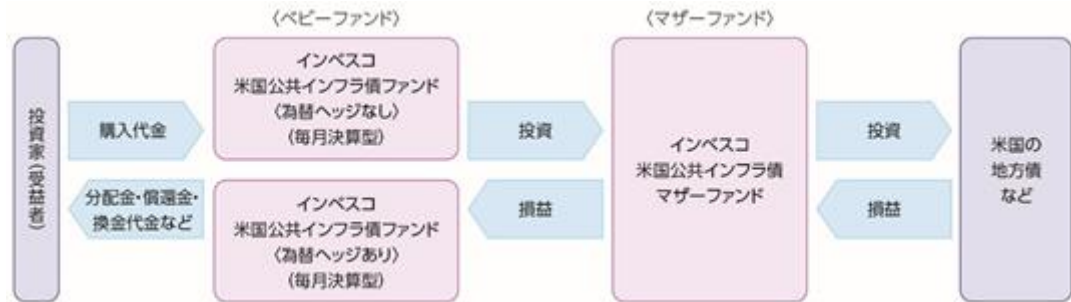 〈ベビーファンド〉
〈マザーファンド〉
投資家(受益者)
購入代金
分配金・償還金・
換金代金など
インベスコ
米国公共インフラ債ファンド
〈為替ヘッジなし〉
(毎月決算型)
インベスコ
米国公共インフラ債ファンド
〈為替ヘッジあり〉
(毎月決算型)
投資
損益
インベスコ
米国公共インフラ債
マザーファンド
投資
損益
米国の
地方債
など